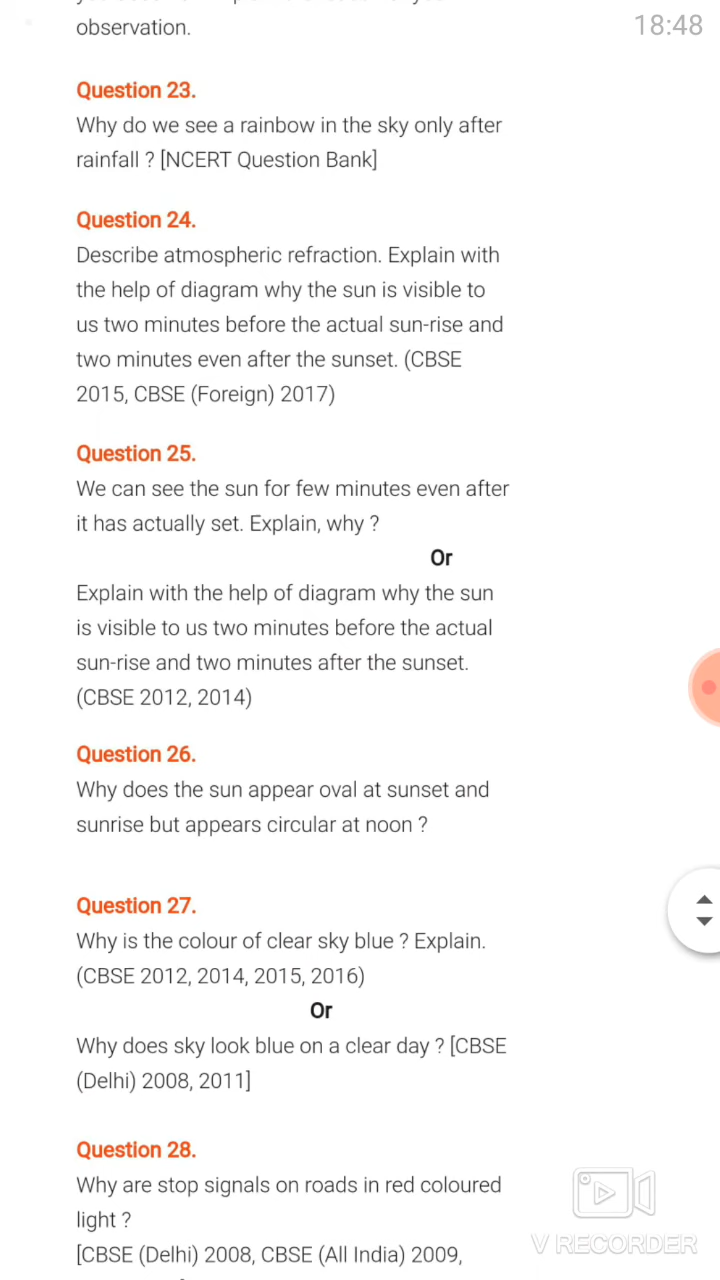 observation.
18:48
Question 23.
Why do we see a rainbow in the sky only after
rainfall ? [NCERT Question Bank]
Question 24.
Describe atmospheric refraction. Explain with
the help of diagram why the sun is visible to
us two minutes before the actual sun-rise and
two minutes even after the sunset. (CBSE
2015, CBSE (Foreign) 2017)
Question 25.
We can see the sun for few minutes even after
it has actually set. Explain, why ?
Or
Explain with the help of diagram why the sun
is visible to us two minutes before the actual
sun-rise and two minutes after the sunset.
(CBSE 2012, 2014)
Question 26.
Why does the sun appear oval at sunset and
sunrise but appears circular at noon ?
Question 27.
Why is the colour of clear sky blue ? Explain.
(CBSE 2012, 2014, 2015, 2016)
Or
Why does sky look blue on a clear day ? [CBSE
(Delhi) 2008, 2011]
Question 28.
Why are stop signals on roads in red coloured
light ?
[CBSE (Delhi) 2008, CBSE (All India) 2009,
V RECORDER